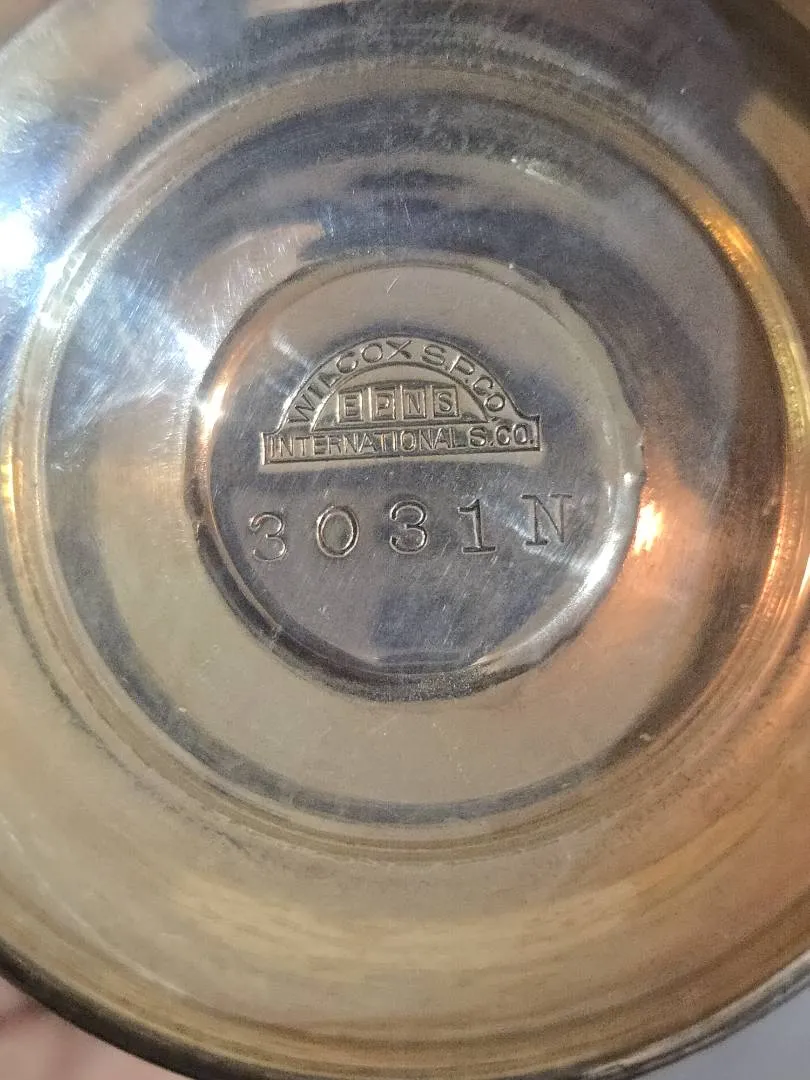 WILCOX S.P.CO.
EPNS
INTERNATIONAL S.CO.
3031N